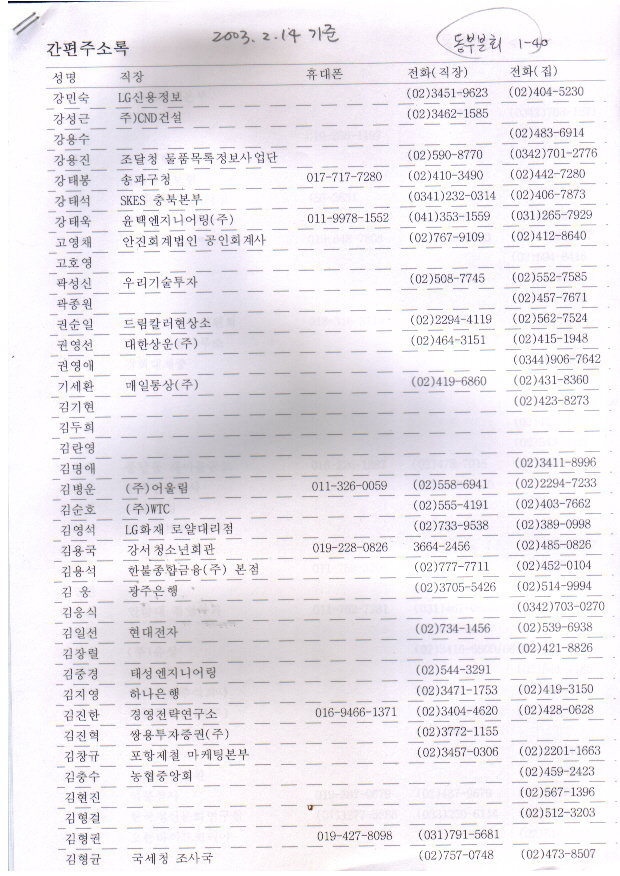 2003. 2. 14 기준
동부분회 1-40
간편주소록
성명 직장 휴대폰 전화(직장) 전화(집)
강민숙 LG신용정보 (02)3451-9623 (02)404-5230
강성근 주)CND건설 (02)3462-1585
강용수 (02)483-6914
강용진 조달청 물품목록정보사업단 (02)590-8770 (0342)701-2776
강태봉 송파구청 017-717-7280 (02)410-3490 (02)442-7280
강태석 SKES 충북본부 (0341)232-0314 (02)406-7873
강태욱 윤택엔지니어링(주) 011-9978-1552 (041)353-1559 (031)265-7929
고영채 안진회계법인 공인회계사 (02)767-9109 (02)412-8640
고호영
곽성신 우리기술투자 (02)508-7745 (02)552-7585
곽종원 (02)457-7671
권순일 드림칼러현상소 (02)2294-4119 (02)562-7524
권영선 대한상운(주) (02)464-3151 (02)415-1948
권영애 (0344)906-7642
기세환 매일통상(주) (02)419-6860 (02)431-8360
김기현 (02)423-8273
김두희
김란영
김명애 (02)3411-8996
김병운 (주)어울림 011-326-0059 (02)558-6941 (02)2294-7233
김순호 (주)WTC (02)555-4191 (02)403-7662
김영석 LG화재 로얄대리점 (02)733-9538 (02)389-0998
김용국 강서청소년회관 019-228-0826 3664-2456 (02)485-0826
김용석 한불종합금융(주) 본점 (02)777-7711 (02)452-0104
김 웅 광주은행 (02)3705-5426 (02)514-9994
김응식 (0342)703-0270
김일선 현대전자 (02)734-1456 (02)539-6938
김장렬 (02)421-8826
김중경 태성엔지니어링 (02)544-3291
김지영 하나은행 (02)3471-1753 (02)419-3150
김진한 경영전략연구소 016-9466-1371 (02)3404-4620 (02)428-0628
김진혁 쌍용투자증권(주) (02)3772-1155
김창규 포항제철 마케팅본부 (02)3457-0306 (02)2201-1663
김충수 농협중앙회 (02)459-2423
김현진 (02)567-1396
김형걸 (02)512-3203
김형권 019-427-8098 (031)791-5681
김형균 국세청 조사국 (02)757-0748 (02)473-8507